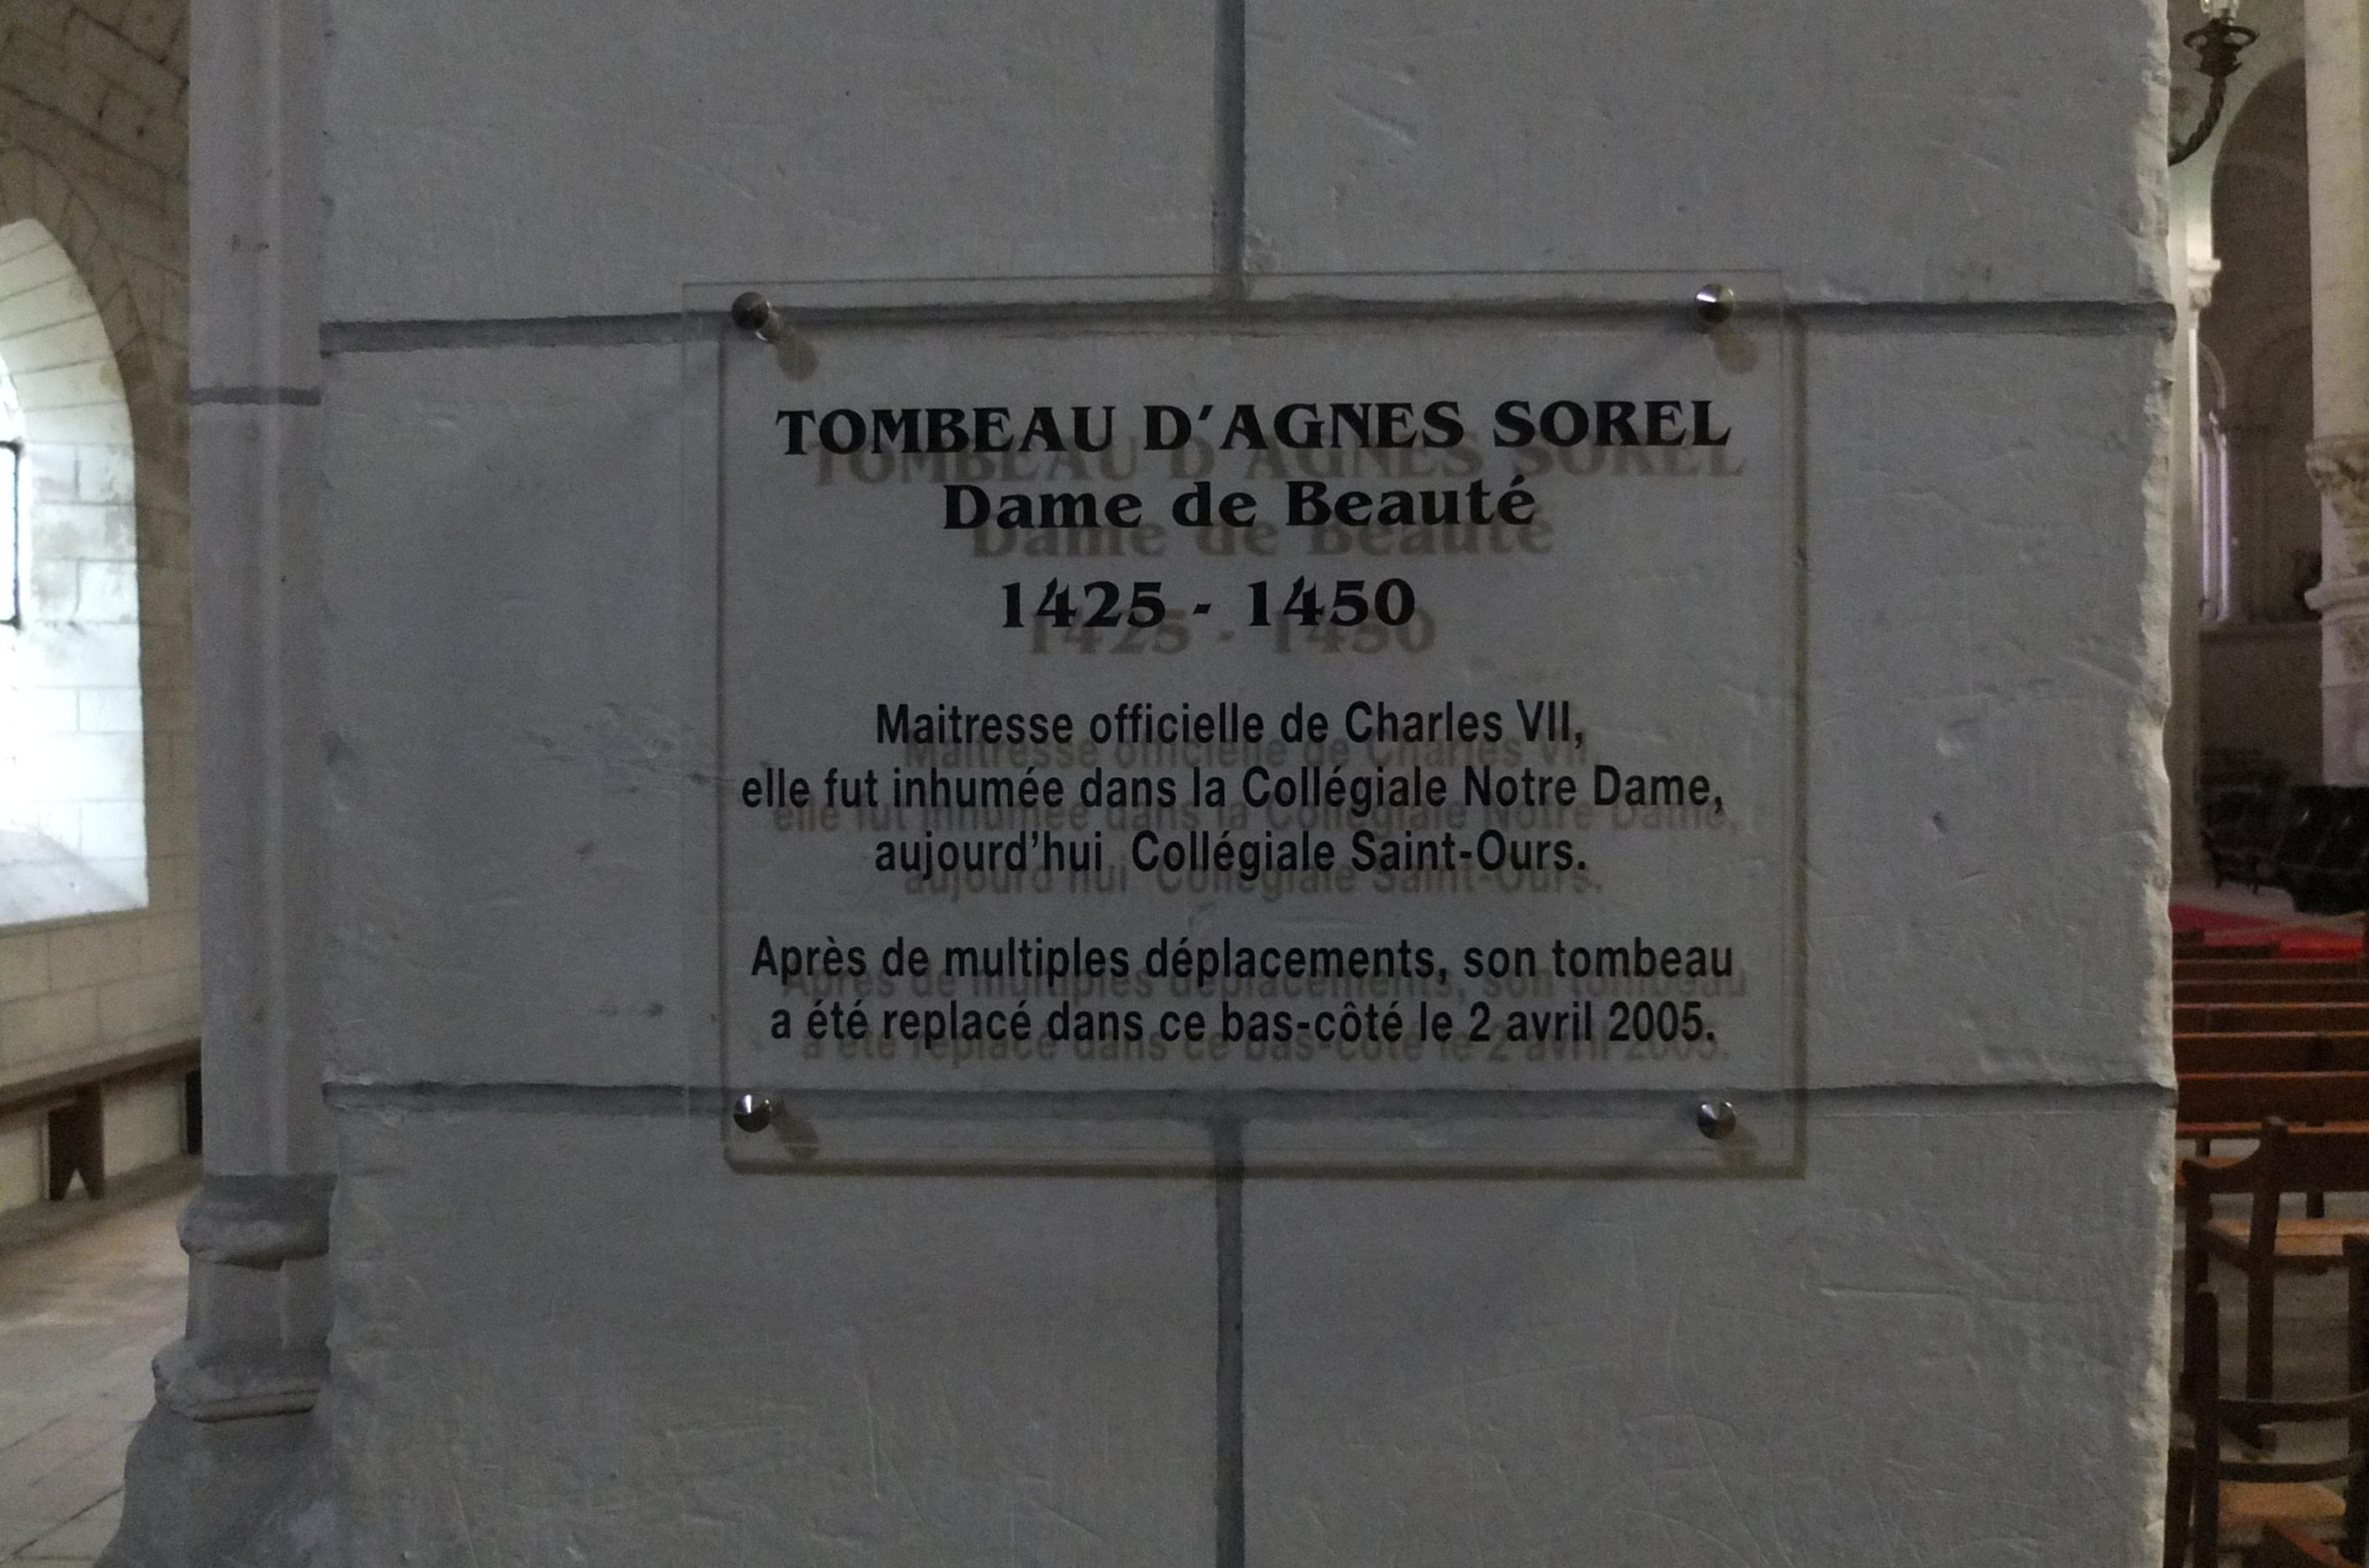 TOMBEAU D'AGNES SOREL
Dame de Beauté
1425 - 1450
Maitresse officielle de Charles VII,
elle fut inhumée dans la Collégiale Notre Dame,
aujourd'hui Collégiale Saint-Ours.
Après de multiples déplacements, son tombeau
a été replacé dans ce bas-côté le 2 avril 2005.